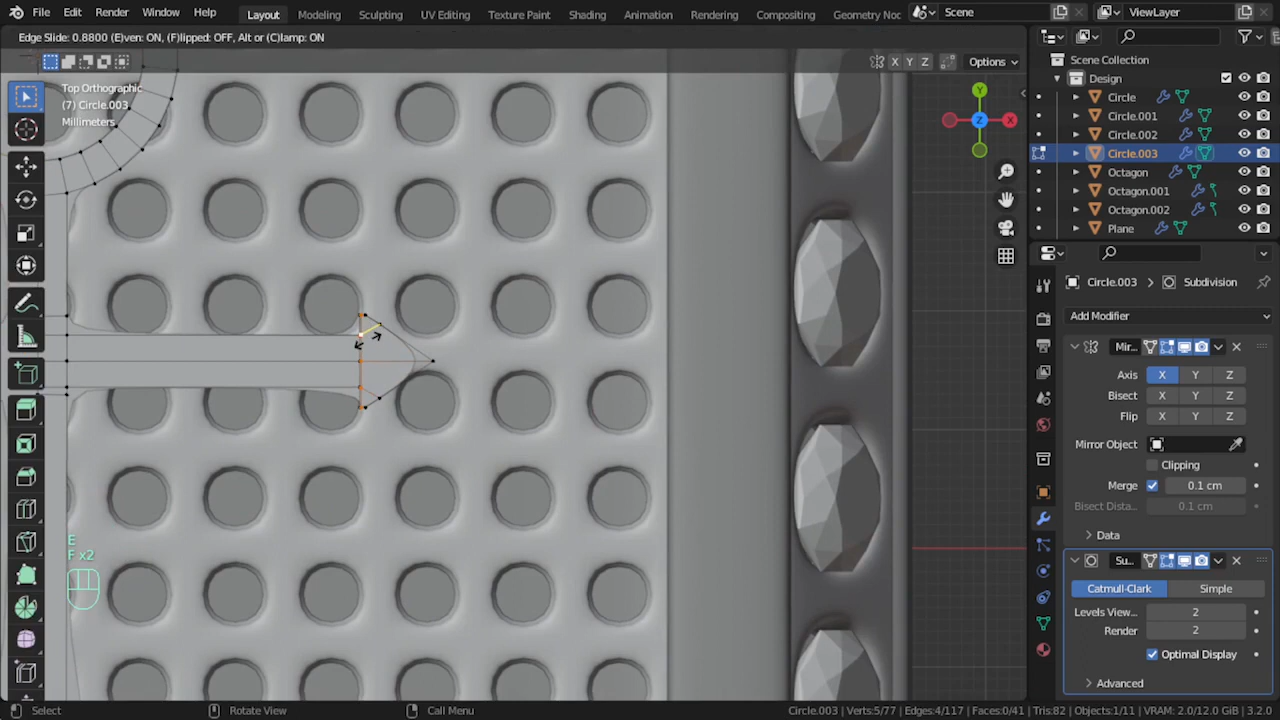 File Edit Render Window Help Layout Modeling Sculpting UV Editing Texture Paint Shading Animation Rendering Compositing Geometry Noc Scene ViewLayer
Edge Slide: 0.8800 (E)ven: ON, (F)lipped: OFF, Alt or (C)lamp: ON
X Y Z Options
Top Orthographic
(7) Circle.003
Millimeters
Y
Z X
E
F x2
Scene Collection
Design
Circle
Circle.001
Circle.002
Circle.003
Octagon
Octagon.001
Octagon.002
Plane
Circle.003 > Subdivision
Add Modifier
Mir...
Axis X Y Z
Bisect X Y Z
Flip X Y Z
Mirror Object
Clipping
Merge 0.1 cm
Bisect Dista... 0.1 cm
Data
Su...
Catmull-Clark Simple
Levels View... 2
Render 2
Optimal Display
Advanced
Select Rotate View Call Menu Circle.003 | Verts:5/77 | Edges:4/117 | Faces:0/41 | Tris:82 | Objects:1/11 | VRAM: 2.0/12.0 GiB | 3.2.0